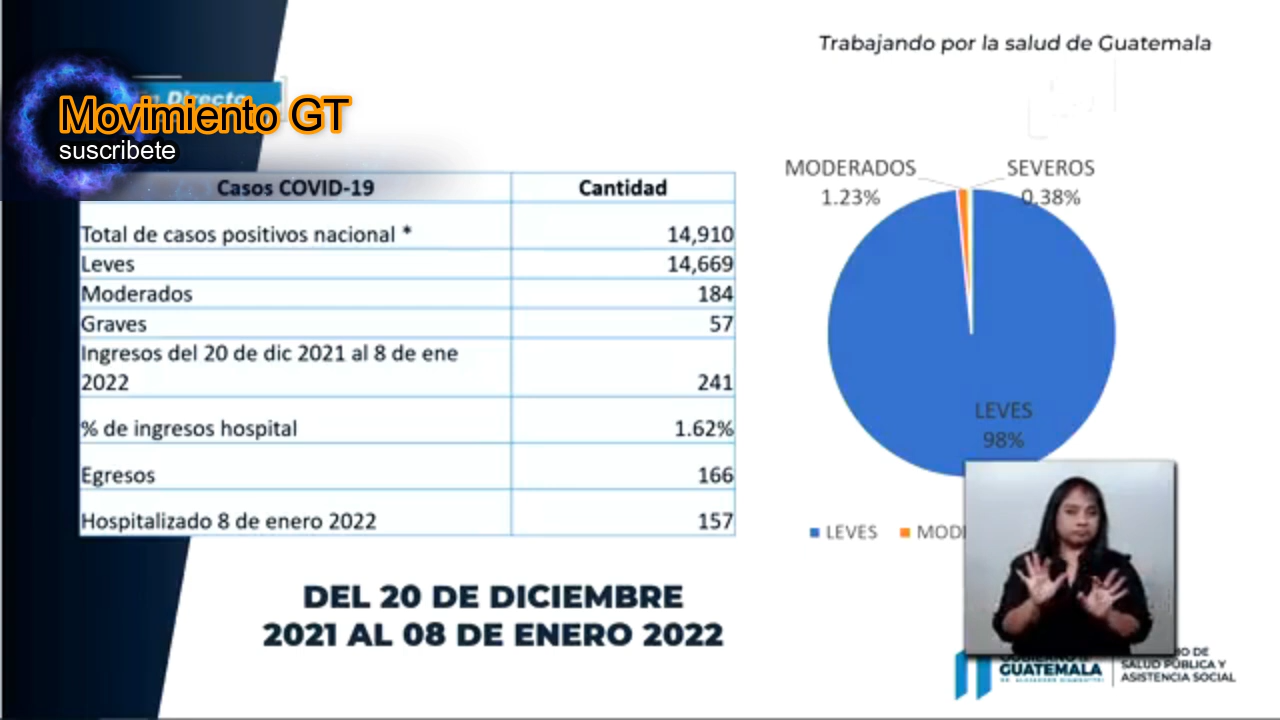 Trabajando por la salud de Guatemala
Directo
Movimiento GT
suscribete
Casos COVID-19 Cantidad
Total de casos positivos nacional * 14,910
Leves 14,669
Moderados 184
Graves 57
Ingresos del 20 de dic 2021 al 8 de ene
2022 241
% de ingresos hospital 1.62%
Egresos 166
Hospitalizado 8 de enero 2022 157
MODERADOS
1.23%
SEVEROS
0.38%
LEVES
98%
LEVES MOD
DEL 20 DE DICIEMBRE
2021 AL 08 DE ENERO 2022
GUATEMALA
IO DE
SALUD PÚBLICA Y
ASISTENCIA SOCIAL